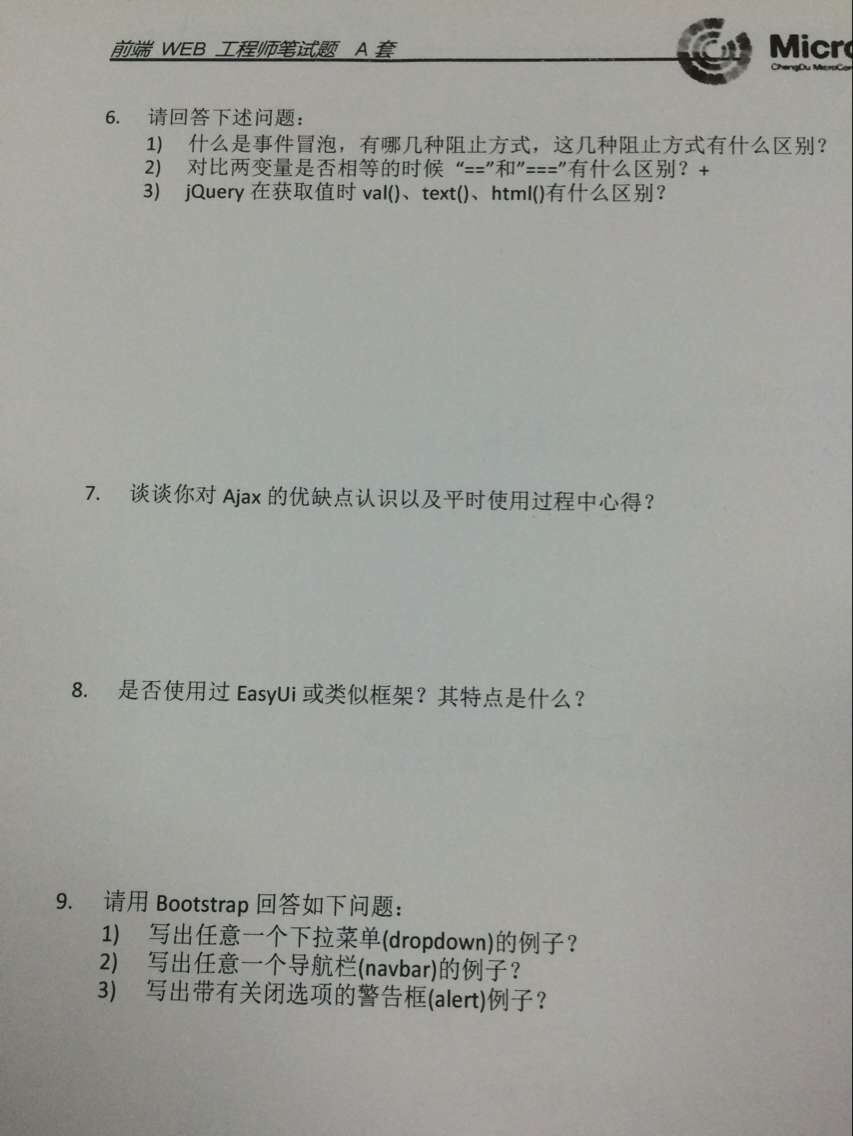 前端 WEB 工程师笔试题 A 套
Micro
ChengDu MicroCor
6. 请回答下述问题：
1) 什么是事件冒泡，有哪几种阻止方式，这几种阻止方式有什么区别？
2) 对比两变量是否相等的时候 “==”和”===”有什么区别？+
3) jQuery 在获取值时 val()、text()、html()有什么区别？
7. 谈谈你对 Ajax 的优缺点认识以及平时使用过程中心得？
8. 是否使用过 EasyUi 或类似框架？其特点是什么？
9. 请用 Bootstrap 回答如下问题：
1) 写出任意一个下拉菜单(dropdown)的例子？
2) 写出任意一个导航栏(navbar)的例子？
3) 写出带有关闭选项的警告框(alert)例子？